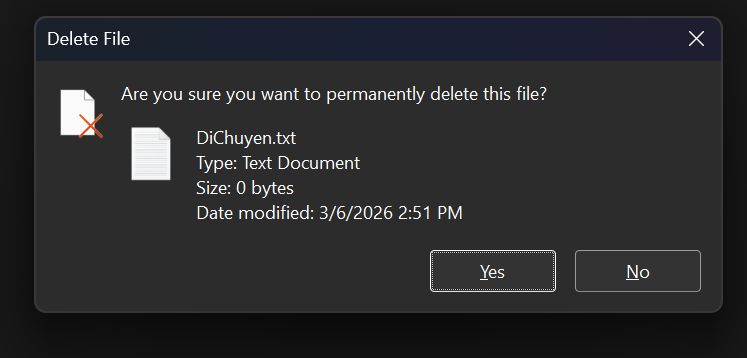 Delete File
Are you sure you want to permanently delete this file?
DiChuyen.txt
Type: Text Document
Size: 0 bytes
Date modified: 3/6/2026 2:51 PM
Yes
No